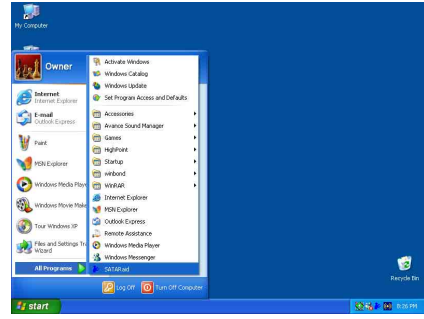 My Computer
Owner
Internet
Internet Explorer
E-mail
Outlook Express
Paint
MSN Explorer
Windows Media Playe
Windows Movie Make
Tour Windows XP
Files and Settings Tra
Wizard
All Programs
Activate Windows
Windows Catalog
Windows Update
Set Program Access and Defaults
Accessories
Avance Sound Manager
Games
HighPoint
Startup
winbond
WinRAR
Internet Explorer
MSN Explorer
Outlook Express
Remote Assistance
Windows Media Player
Windows Messenger
SATARaid
Log Off
Turn Off Computer
Recycle Bin
start
8:26 PM